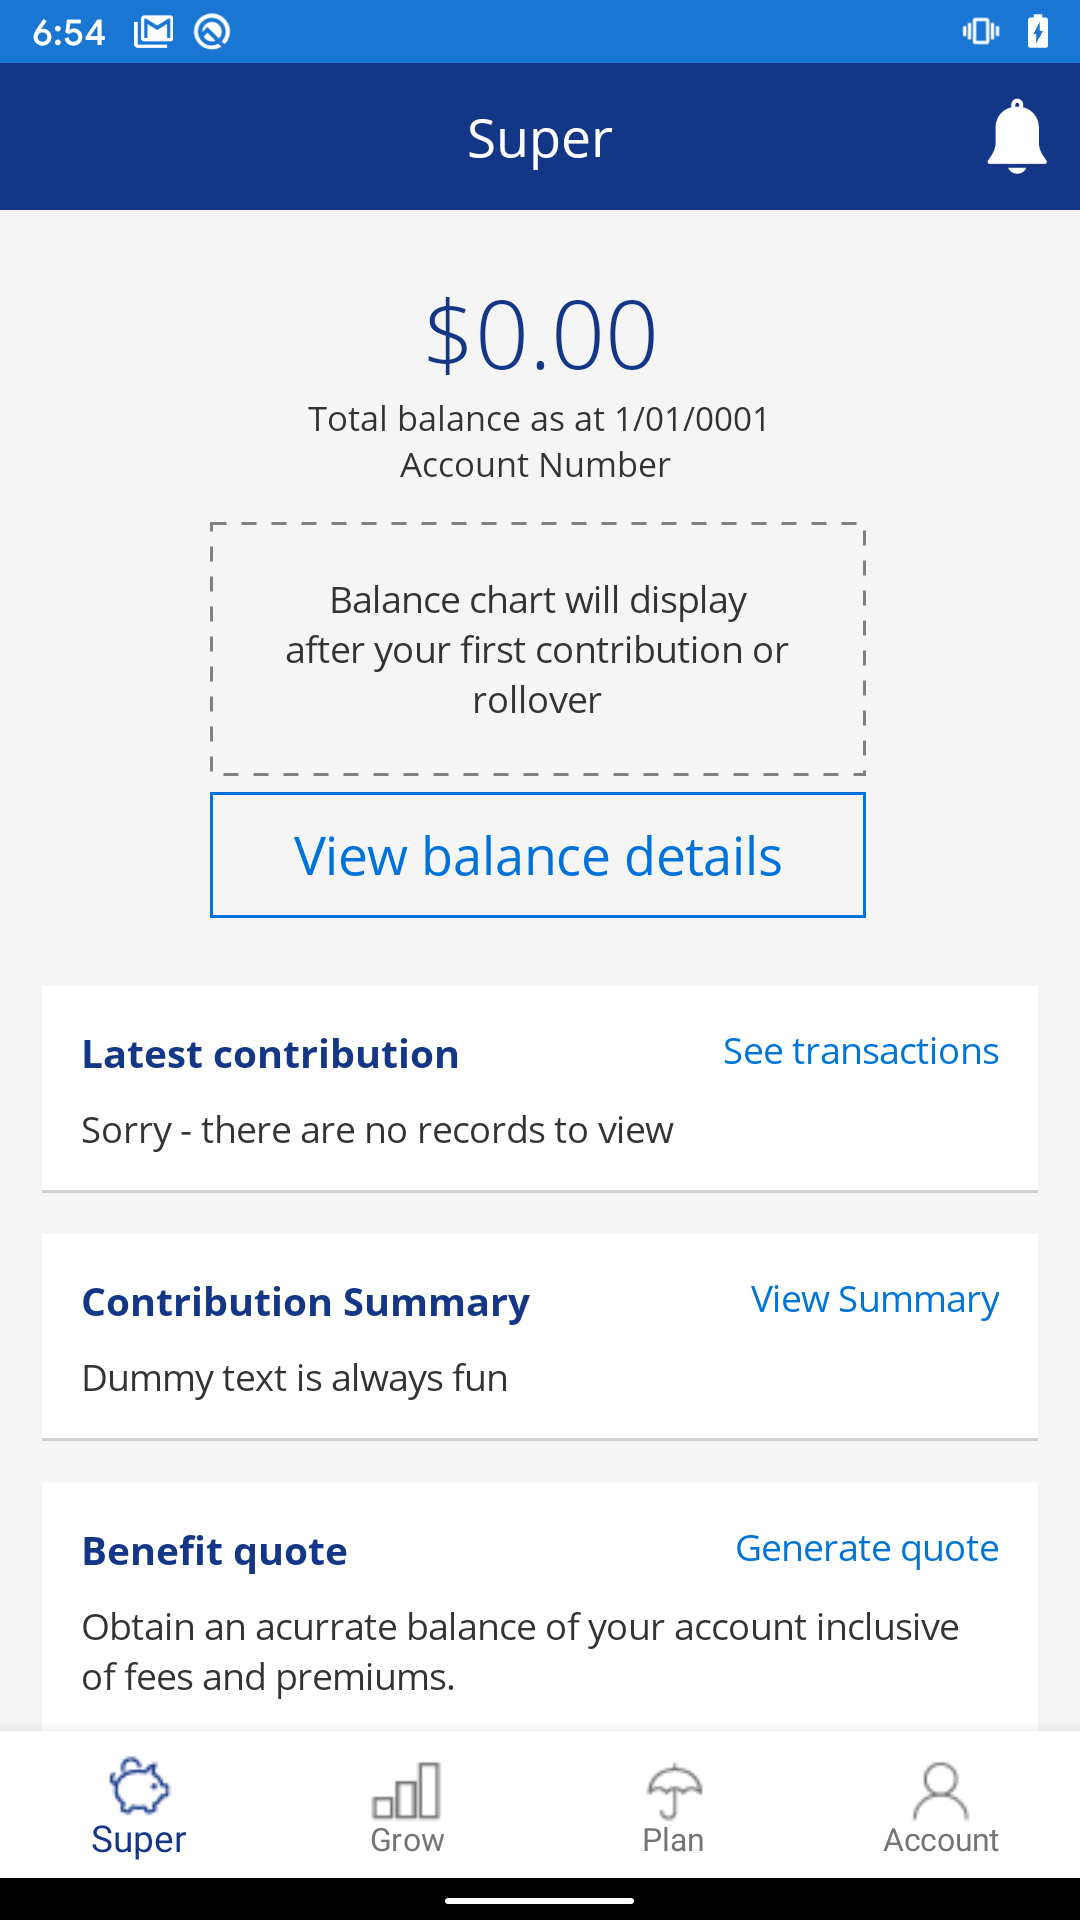 6:54
Super
$0.00
Total balance as at 1/01/0001
Account Number
Balance chart will display
after your first contribution or
rollover
View balance details
Latest contribution
See transactions
Sorry - there are no records to view
Contribution Summary
View Summary
Dummy text is always fun
Benefit quote
Generate quote
Obtain an acurrate balance of your account inclusive
of fees and premiums.
Super
Grow
Plan
Account